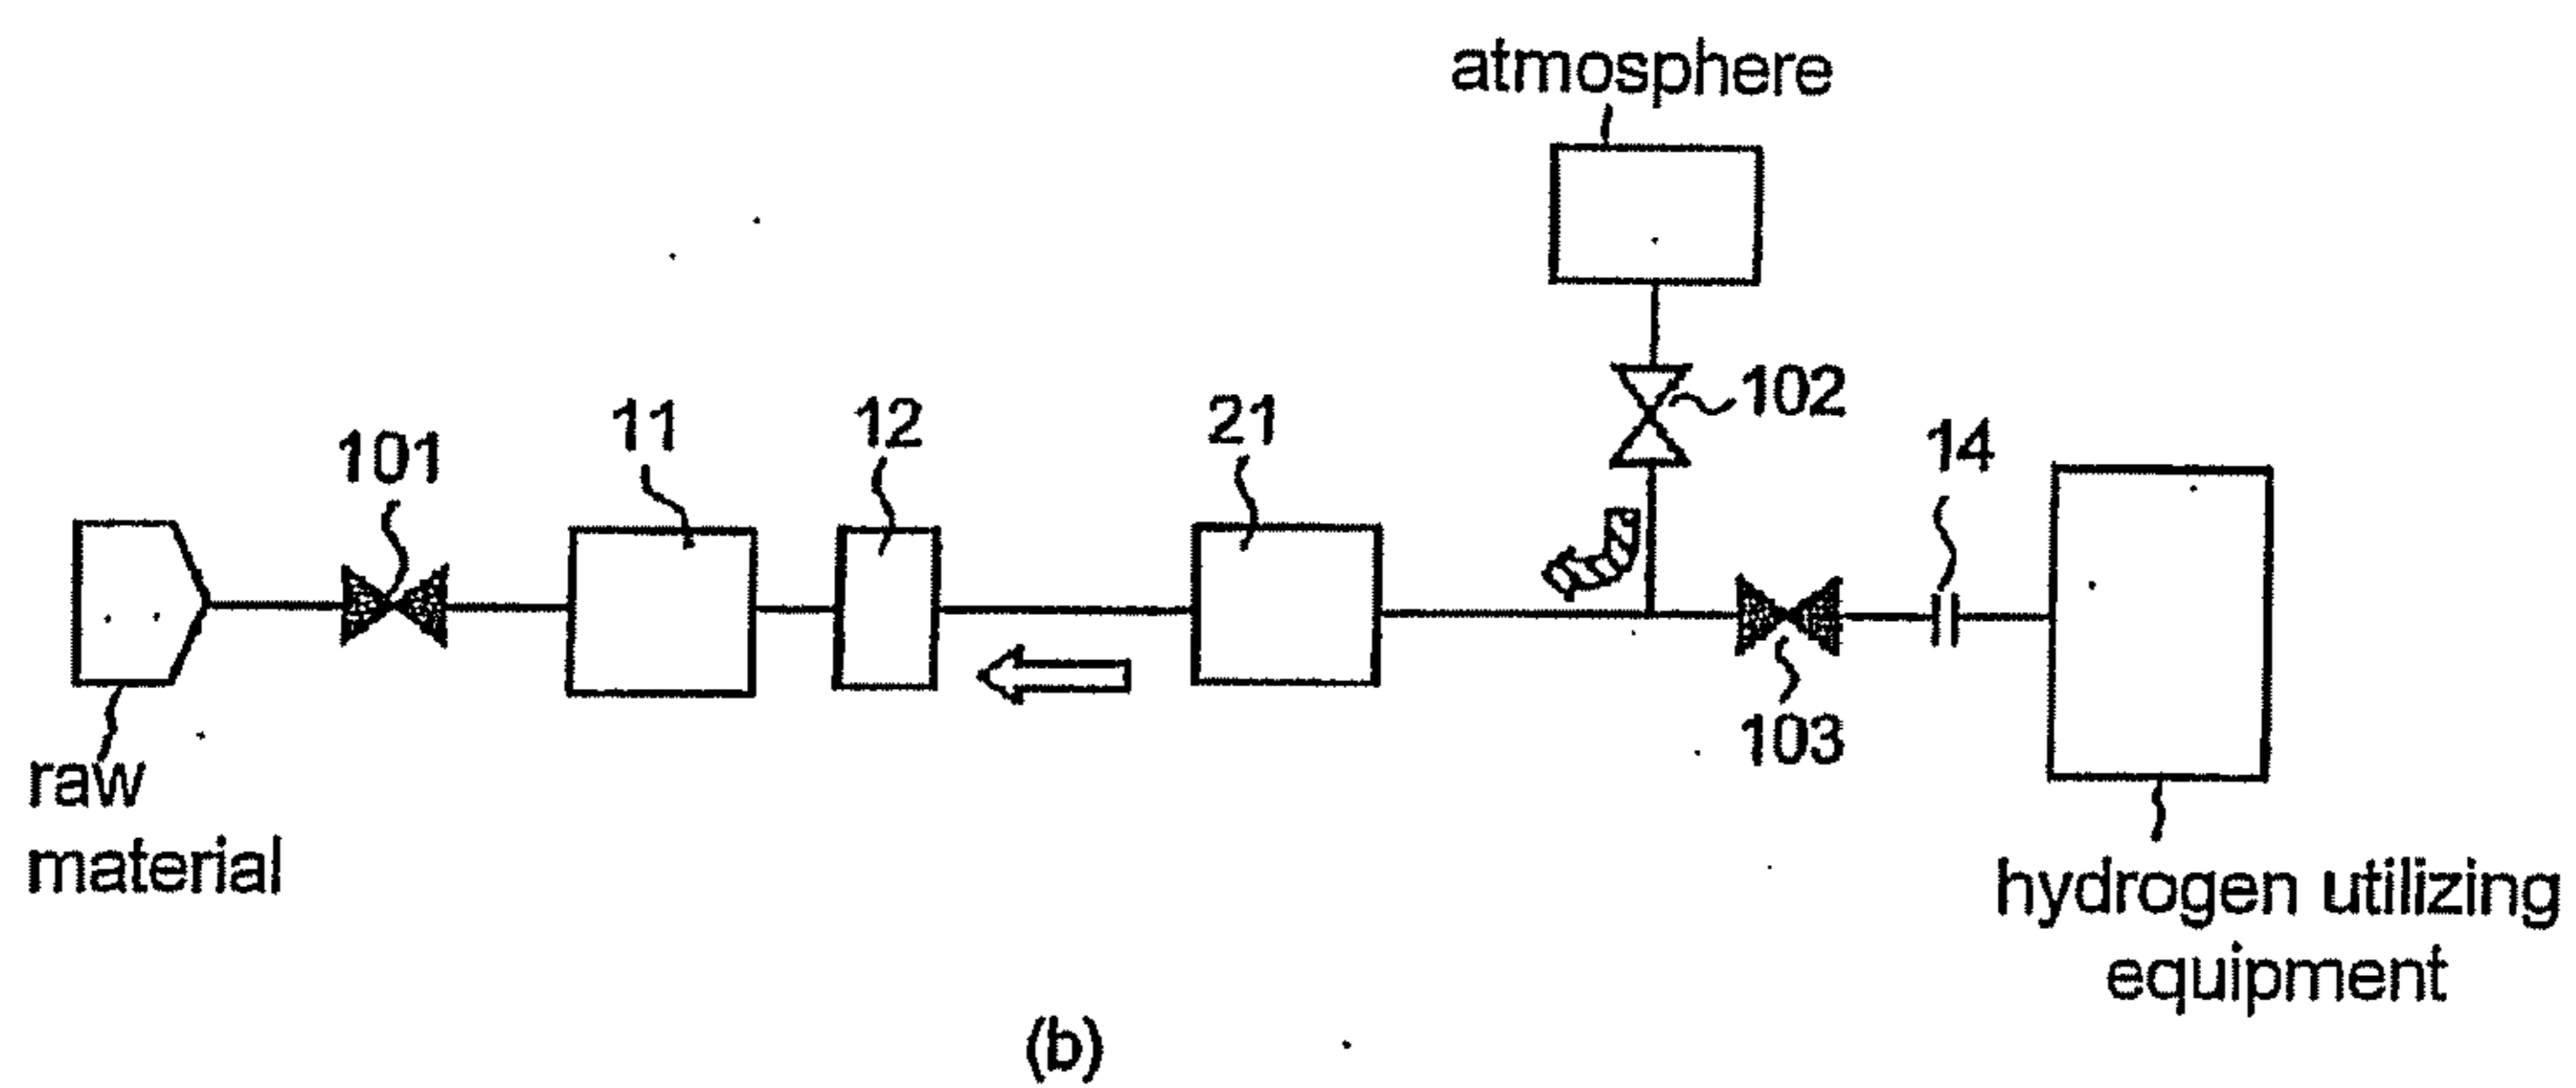 atmosphere
102
101
11
12
21
14
103
raw
material
hydrogen utilizing
equipment
(b)